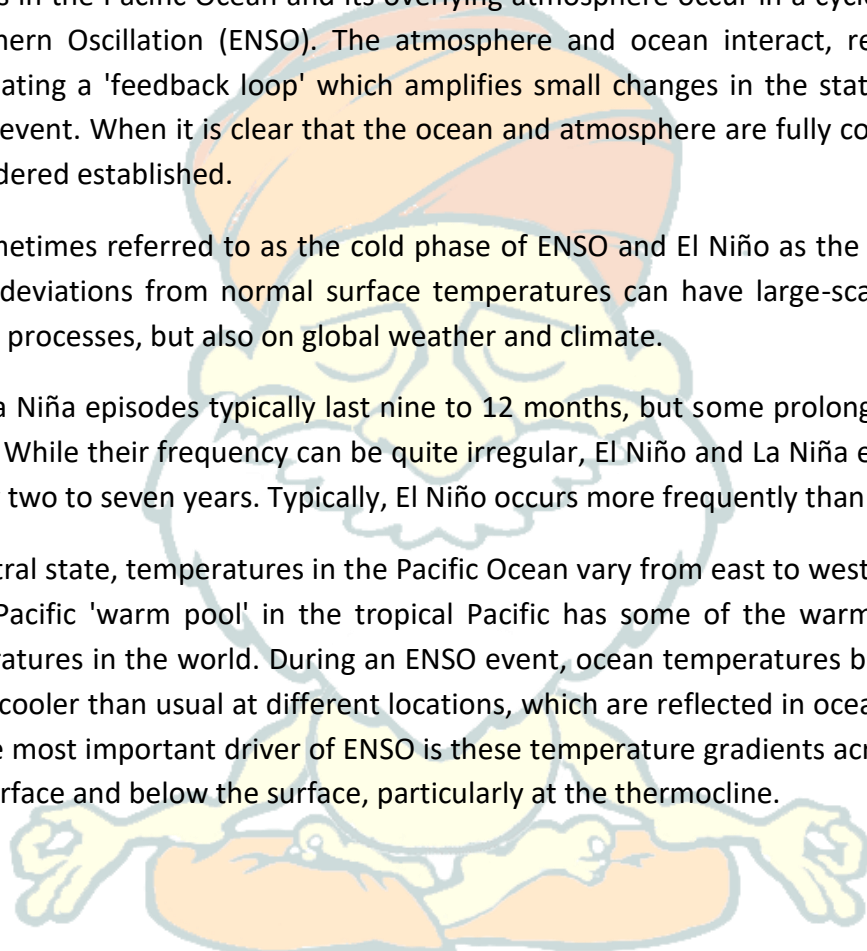 in the Pacific Ocean and its overlying atmosphere occur in a cycl
hern Oscillation (ENSO). The atmosphere and ocean interact, re
ating a 'feedback loop' which amplifies small changes in the stat
event. When it is clear that the ocean and atmosphere are fully co
dered established.
metimes referred to as the cold phase of ENSO and El Niño as the
deviations from normal surface temperatures can have large-sca
processes, but also on global weather and climate.
a Niña episodes typically last nine to 12 months, but some prolong
While their frequency can be quite irregular, El Niño and La Niña e
two to seven years. Typically, El Niño occurs more frequently than
tral state, temperatures in the Pacific Ocean vary from east to west
Pacific 'warm pool' in the tropical Pacific has some of the warm
ratures in the world. During an ENSO event, ocean temperatures b
cooler than usual at different locations, which are reflected in ocea
e most important driver of ENSO is these temperature gradients acr
rface and below the surface, particularly at the thermocline.